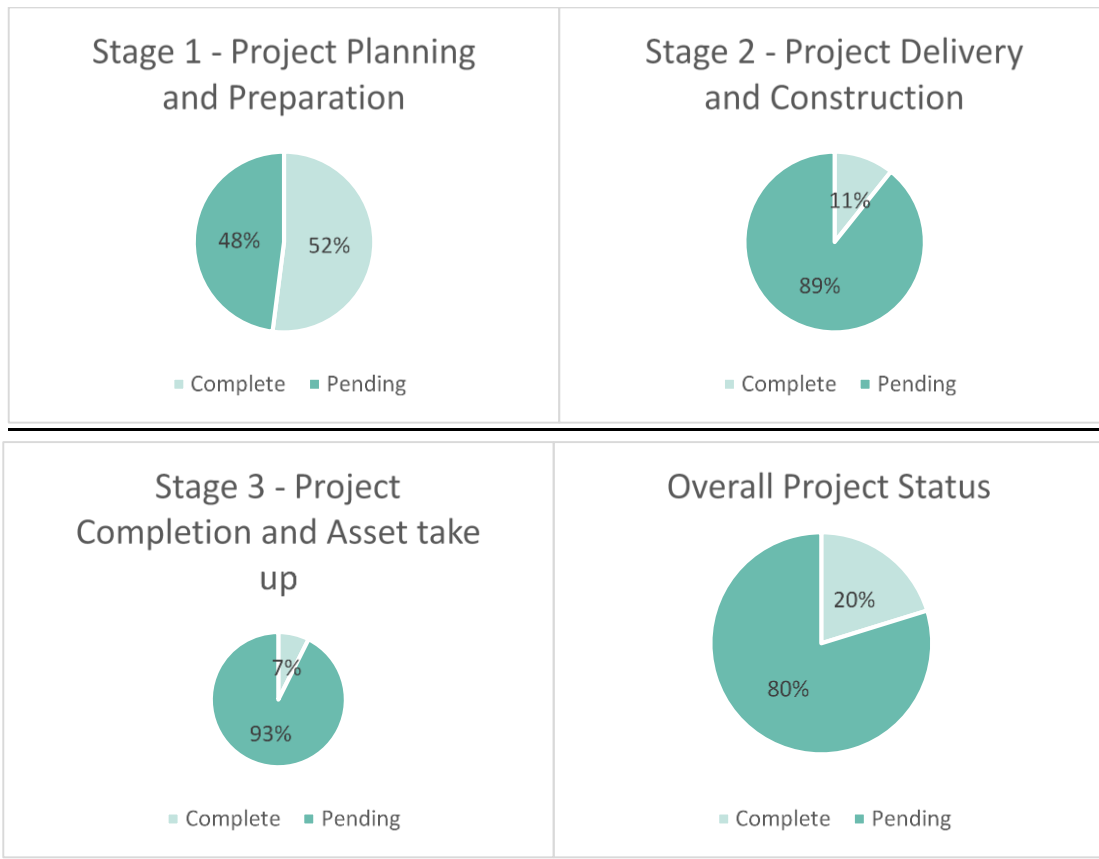 Stage 1 - Project Planning
and Preparation
48%
52%
Complete
Pending
Stage 2 - Project Delivery
and Construction
11%
89%
Complete
Pending
Stage 3 - Project
Completion and Asset take
up
7%
93%
Complete
Pending
Overall Project Status
20%
80%
Complete
Pending